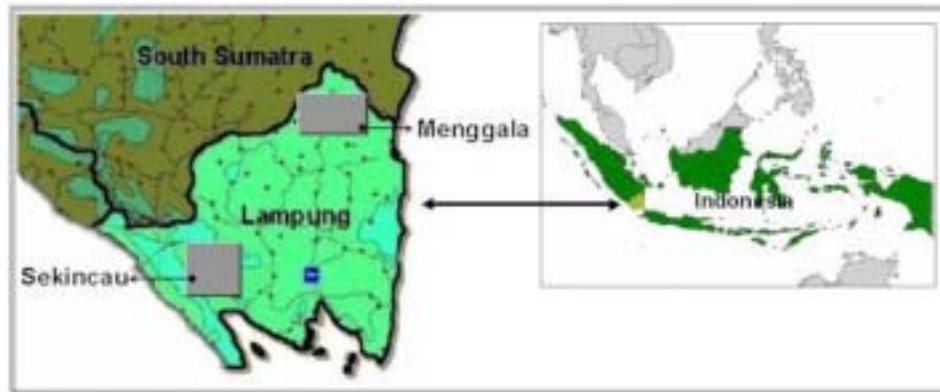 South Sumatra
Menggala
Lampung
Sekincau
Indonesia